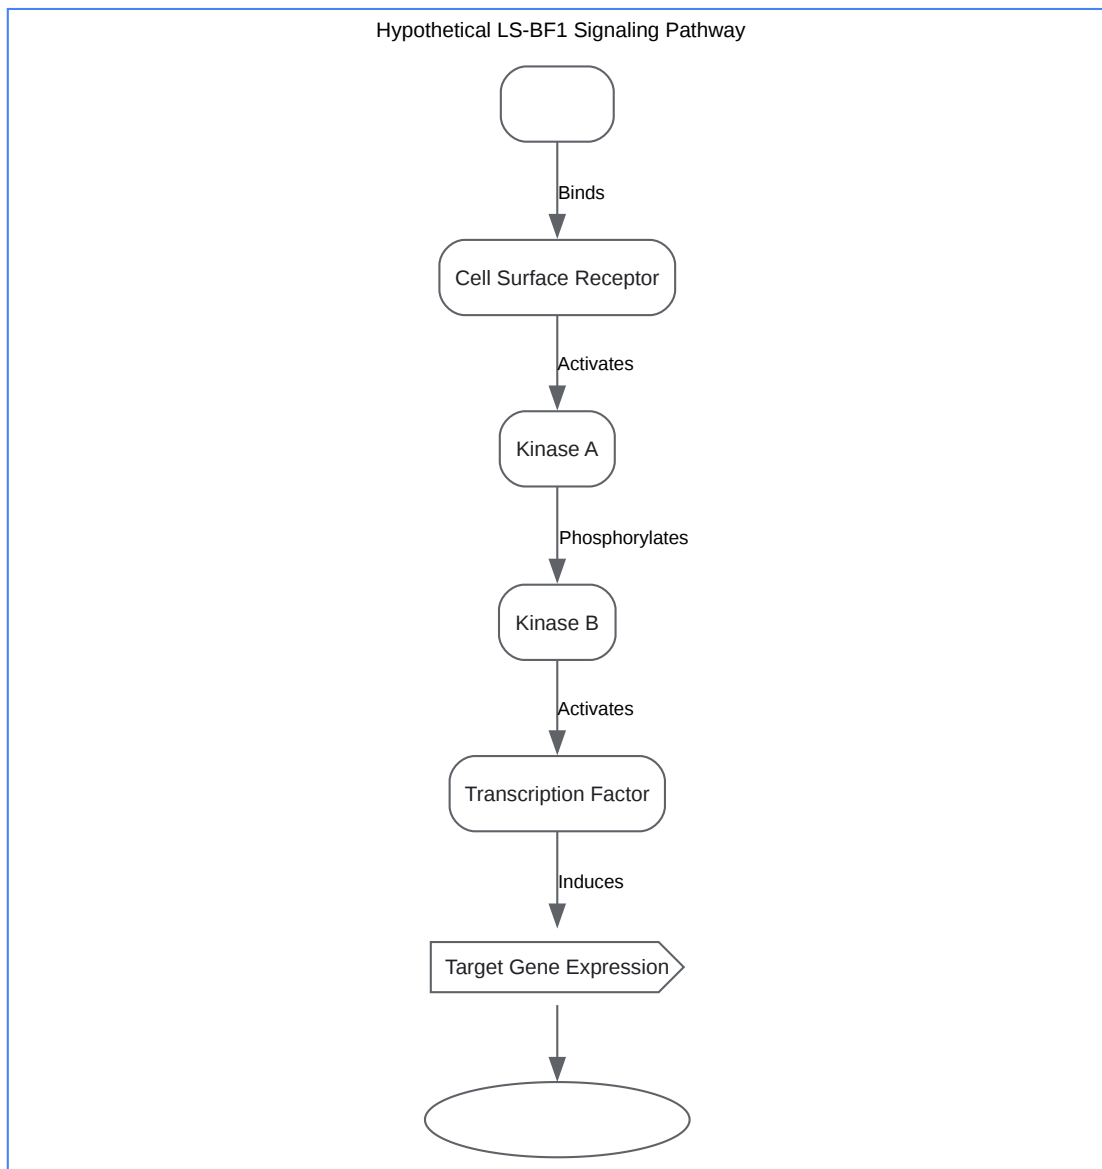 Hypothetical LS-BF1 Signaling Pathway
Binds
Cell Surface Receptor
Activates
Kinase A
Phosphorylates
Kinase B
Activates
Transcription Factor
Induces
Target Gene Expression